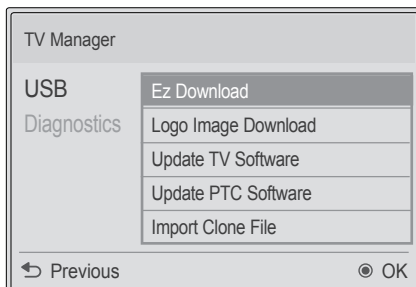 TV Manager
USB
Ez Download
Diagnostics
Logo Image Download
Update TV Software
Update PTC Software
Import Clone File
Previous
OK